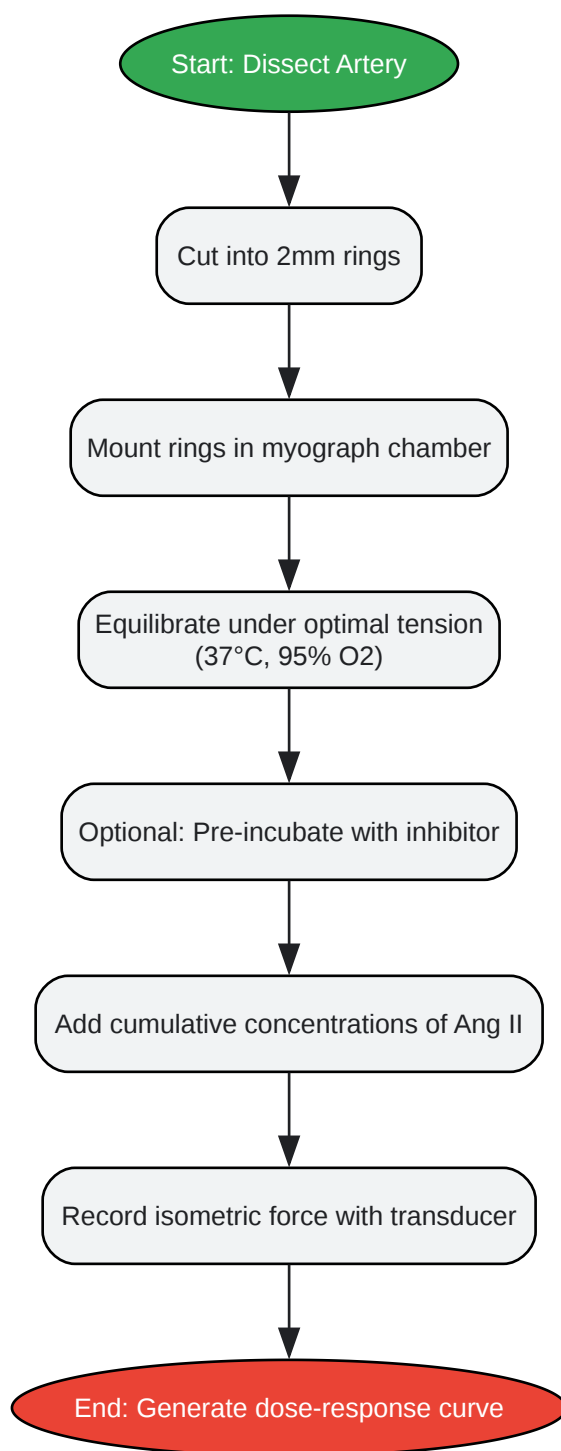 Start: Dissect Artery
Cut into 2mm rings
Mount rings in myograph chamber
Equilibrate under optimal tension
(37°C, 95% O2)
Optional: Pre-incubate with inhibitor
Add cumulative concentrations of Ang II
Record isometric force with transducer
End: Generate dose-response curve